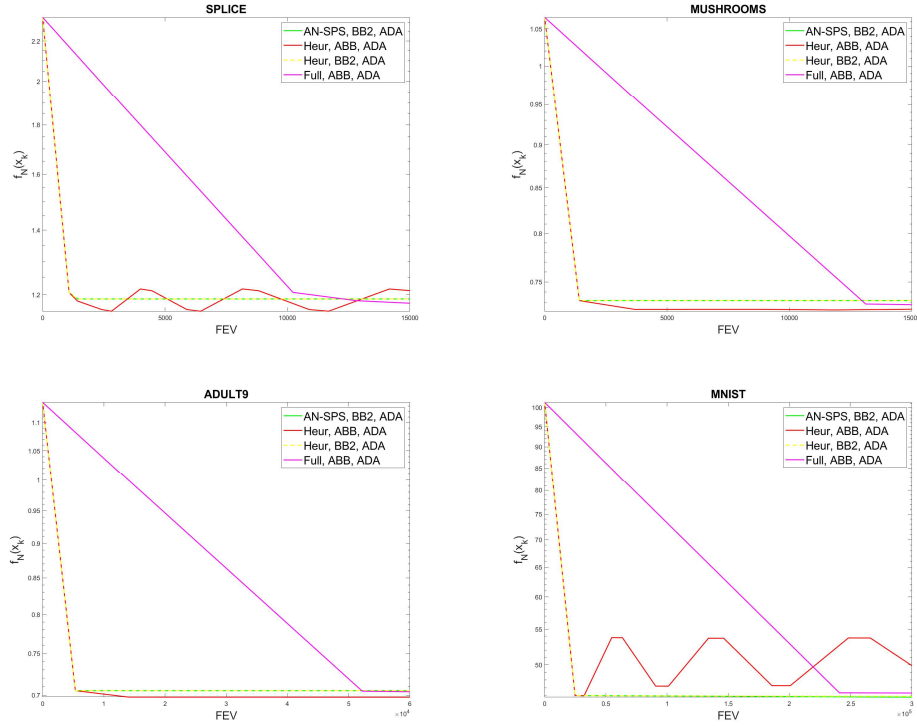 SPLICE
AN-SPS, BB2, ADA
Heur, ABB, ADA
Heur, BB2, ADA
Full, ABB, ADA
2.2
2
1.8
1.6
1.4
1.2
f_N(x_k)
0 5000 10000 15000
FEV
MUSHROOMS
AN-SPS, BB2, ADA
Heur, ABB, ADA
Heur, BB2, ADA
Full, ABB, ADA
1.05
1
0.95
0.9
0.85
0.8
0.75
f_N(x_k)
0 5000 10000 15000
FEV
ADULT9
AN-SPS, BB2, ADA
Heur, ABB, ADA
Heur, BB2, ADA
Full, ABB, ADA
1.1
1.05
1
0.95
0.9
0.85
0.8
0.75
0.7
f_N(x_k)
0 1 2 3 4 5 6
FEV
×10^4
MNIST
AN-SPS, BB2, ADA
Heur, ABB, ADA
Heur, BB2, ADA
Full, ABB, ADA
100
95
90
85
80
75
70
65
60
55
50
f_N(x_k)
0 0.5 1 1.5 2 2.5 3
FEV
×10^5